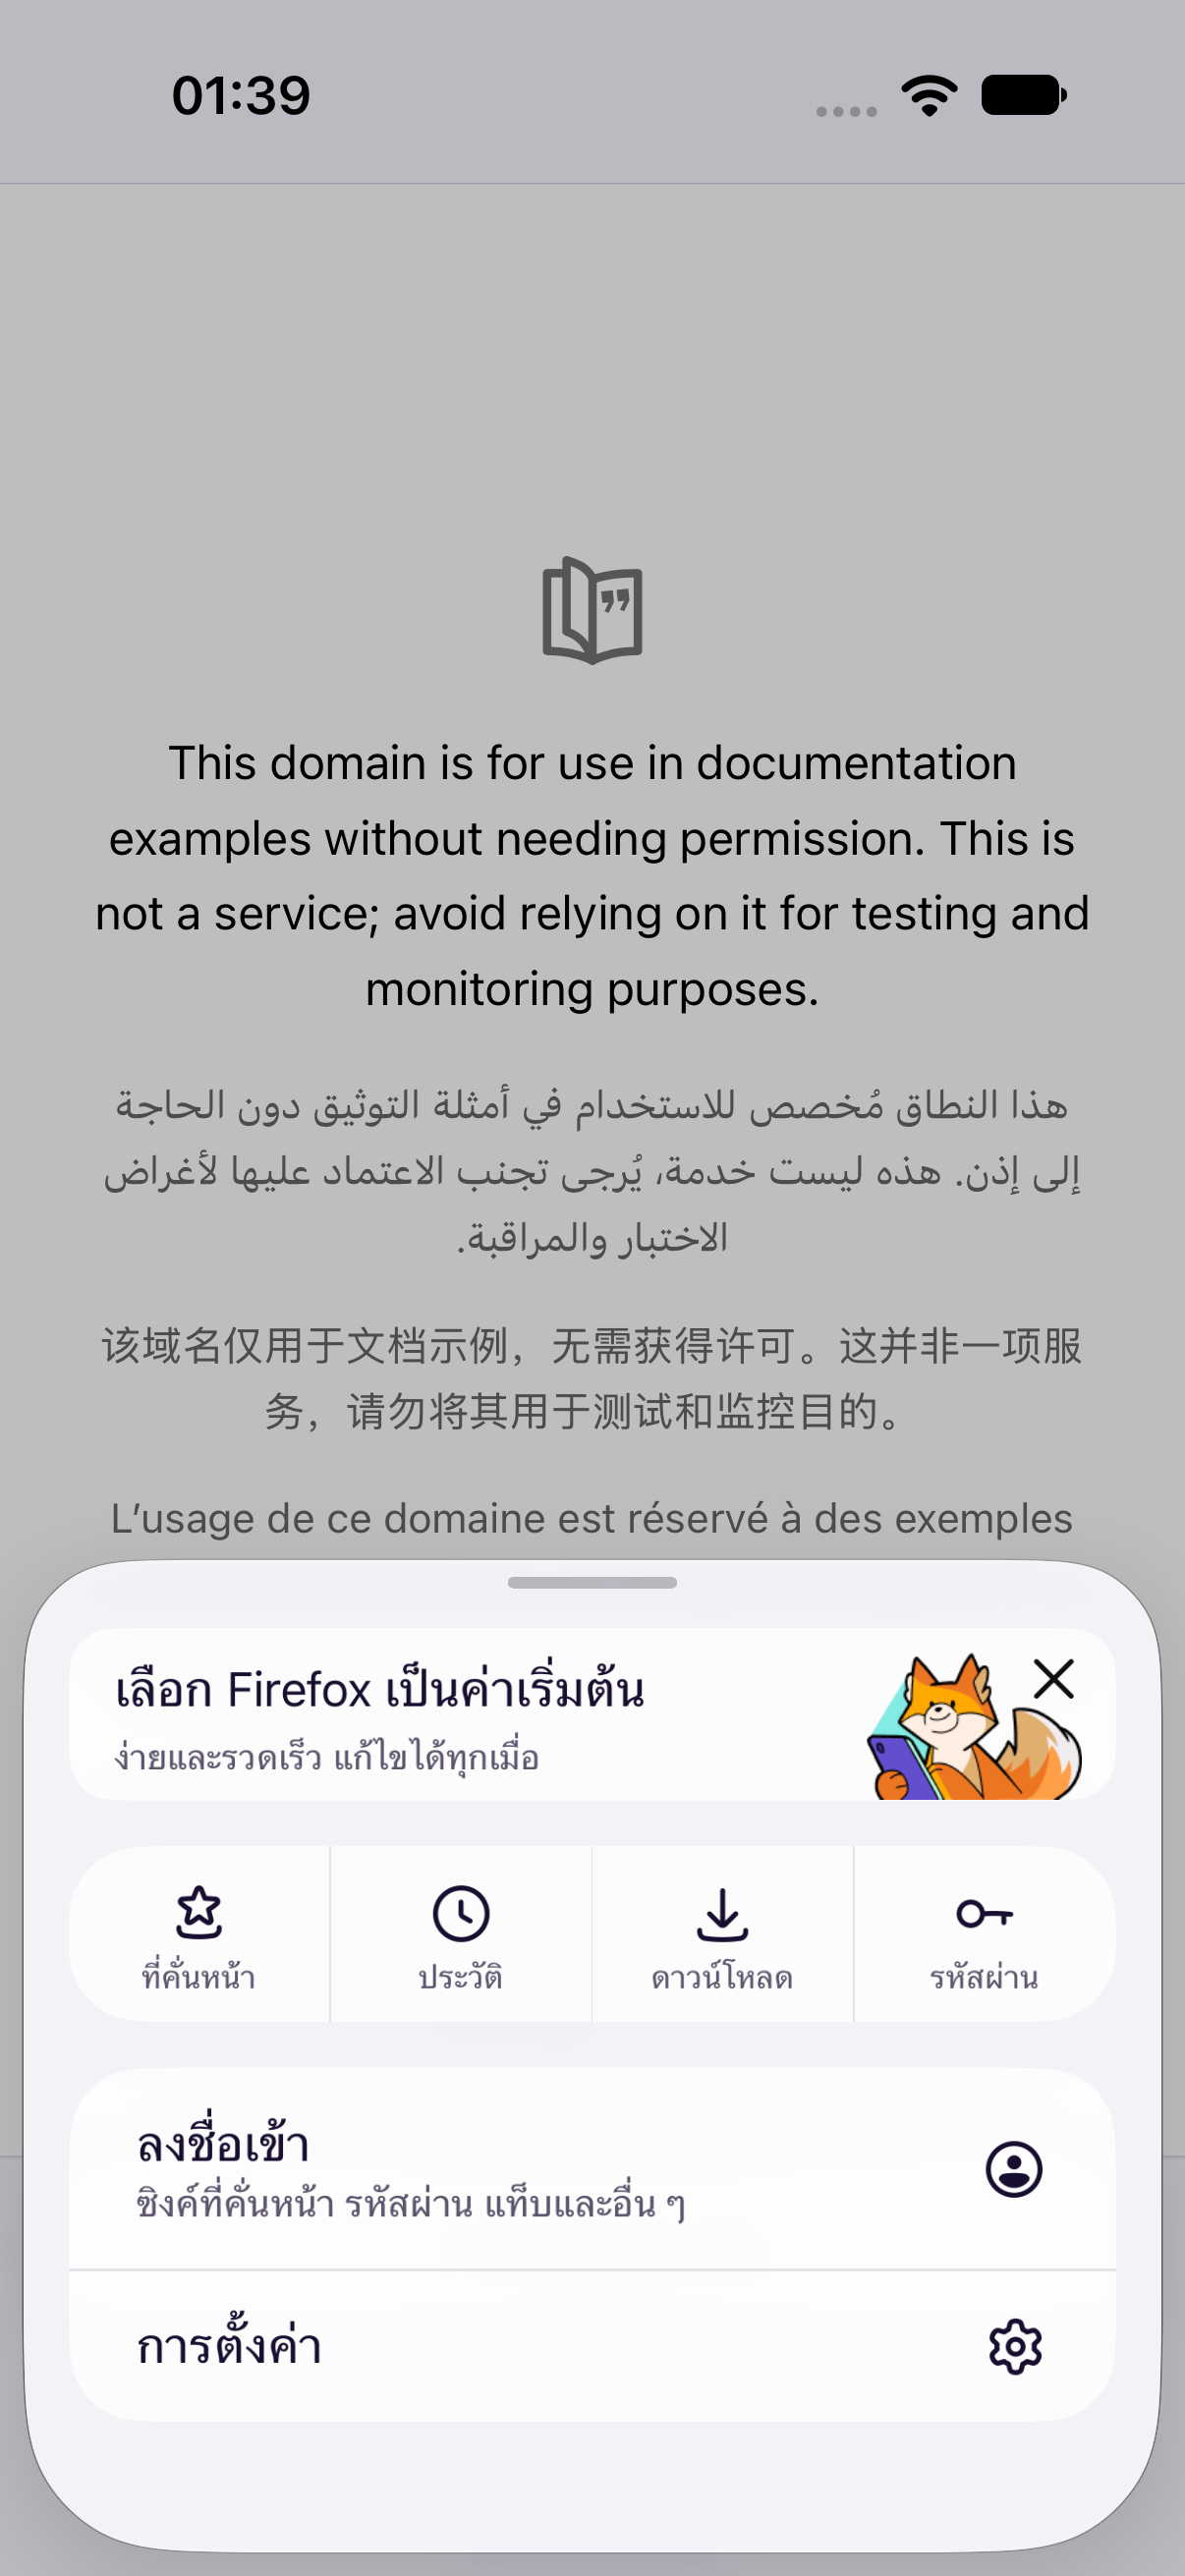 01:39
This domain is for use in documentation
examples without needing permission. This is
not a service; avoid relying on it for testing and
monitoring purposes.
هذا النطاق مُخصص للاستخدام في أمثلة التوثيق دون الحاجة
إلى إذن. هذه ليست خدمة، يُرجى تجنب الاعتماد عليها لأغراض
الاختبار والمراقبة.
该域名仅用于文档示例，无需获得许可。这并非一项服
务，请勿将其用于测试和监控目的。
L’usage de ce domaine est réservé à des exemples
เลือก Firefox เป็นค่าเริ่มต้น
ง่ายและรวดเร็ว แก้ไขได้ทุกเมื่อ
ที่คั่นหน้า
ประวัติ
ดาวน์โหลด
รหัสผ่าน
ลงชื่อเข้า
ซิงค์ที่คั่นหน้า รหัสผ่าน แท็บและอื่น ๆ
การตั้งค่า